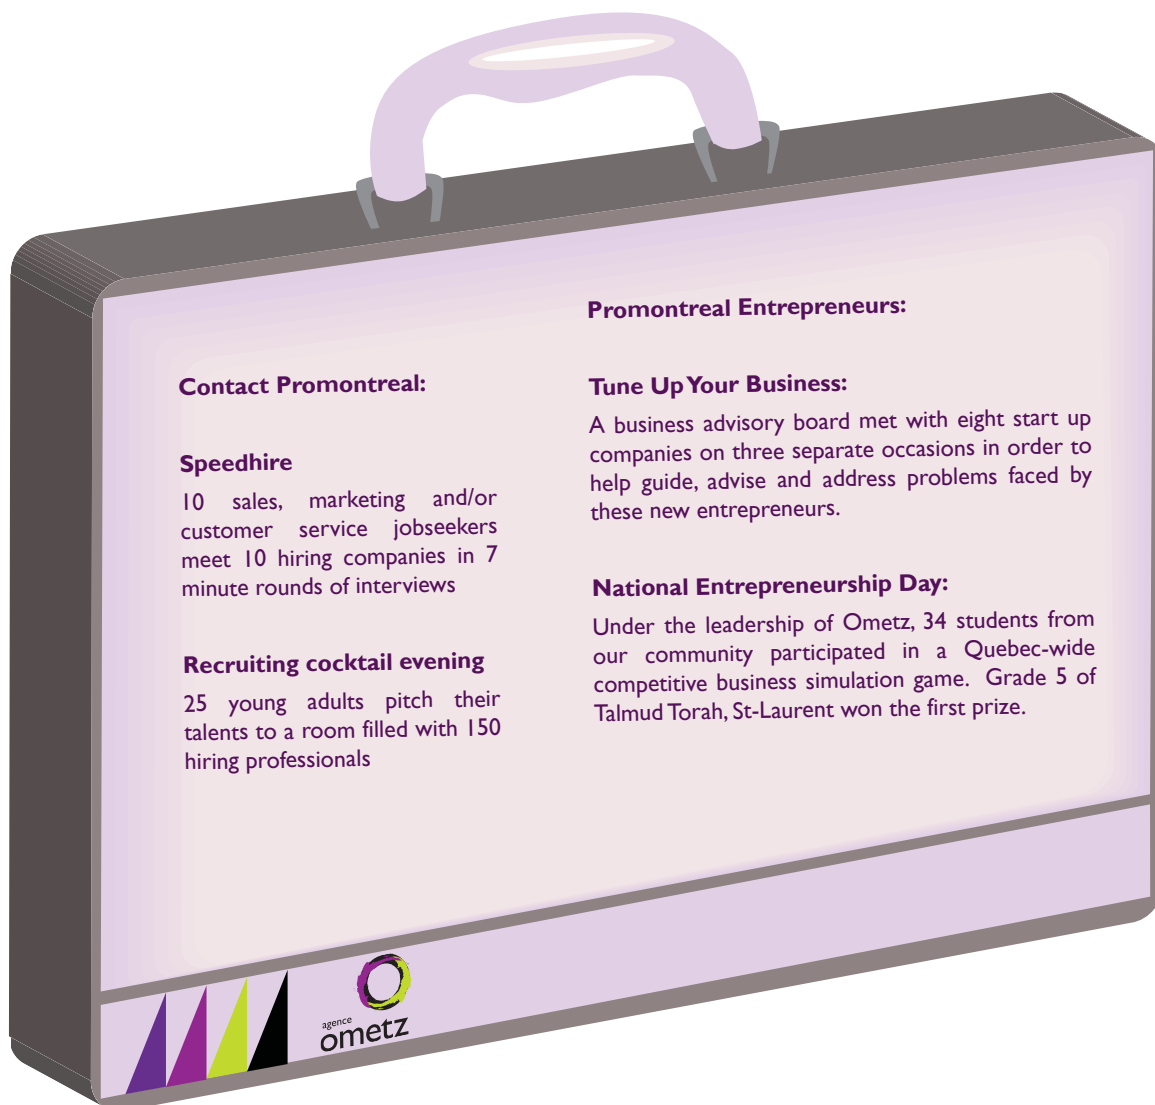 Contact Promontreal:
Speedhire
10 sales, marketing and/or
customer service jobseekers
meet 10 hiring companies in 7
minute rounds of interviews
Recruiting cocktail evening
25 young adults pitch their
talents to a room filled with 150
hiring professionals
Promontreal Entrepreneurs:
Tune Up Your Business:
A business advisory board met with eight start up
companies on three separate occasions in order to
help guide, advise and address problems faced by
these new entrepreneurs.
National Entrepreneurship Day:
Under the leadership of Ometz, 34 students from
our community participated in a Quebec-wide
competitive business simulation game. Grade 5 of
Talmud Torah, St-Laurent won the first prize.
agence
ometz